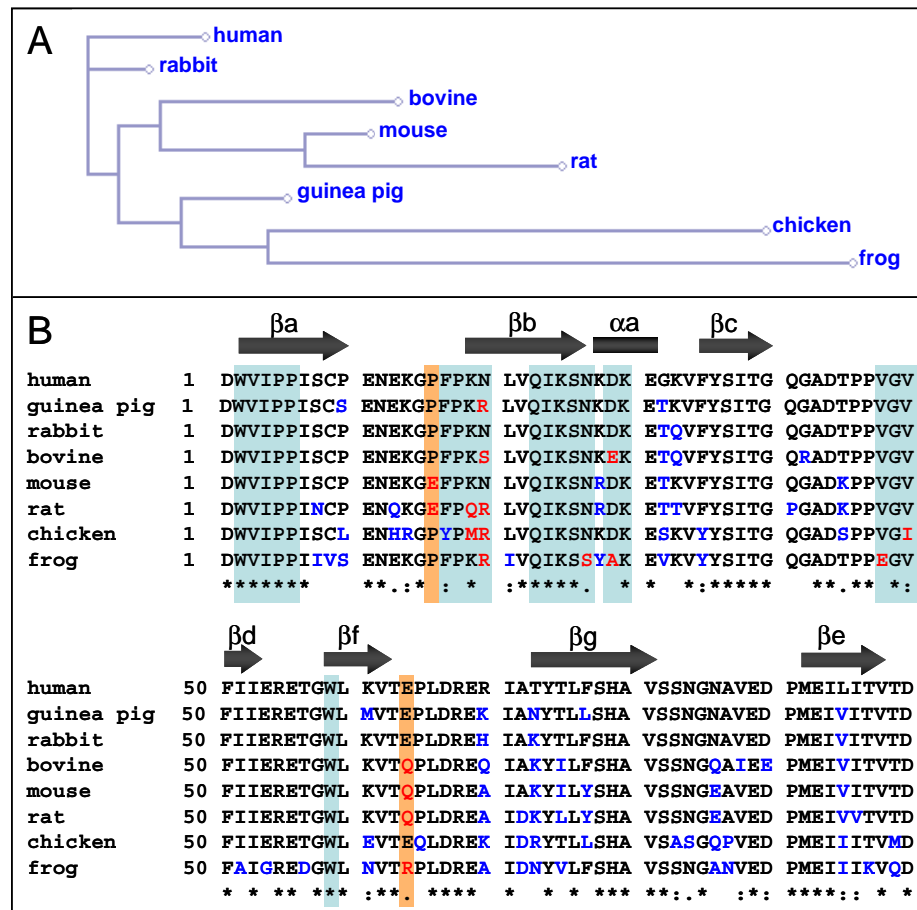 A
human
rabbit
bovine
mouse
rat
guinea pig
chicken
frog
B
βa βb αa βc
human 1 DWVIPPISCP ENEKGPFPKN LVQIKSNKDK EGKVFYSITG QGADTPPVGV
guinea pig 1 DWVIPPISCS ENEKGPFPKR LVQIKSNKDK ETKVFYSITG QGADTPPVGV
rabbit 1 DWVIPPISCP ENEKGPFPKN LVQIKSNKDK ETQVFYSITG QGADTPPVGV
bovine 1 DWVIPPISCP ENEKGPFPKS LVQIKSNKEK ETQVFYSITG QGRDTPPVGV
mouse 1 DWVIPPISCP ENEKGEFPKN LVQIKSNRDK ETKVFYSITG QGADKPPVGV
rat 1 DWVIPPINCP ENQKGEFPQR LVQIKSNRDK ETTVFYSITG PGADKPPVGV
chicken 1 DWVIPPISCL ENHRGPYPMR LVQIKSNKDK ESKVYYSITG QGADSPPVGI
frog 1 DWVIPPIIVS ENEKGPFPKR IVQIKSSYAK EVKVYYSITG QGADTPPEGV
******* **.:* : * :*****. * * **:***** **.** *:
βd βf βg βe
human 50 FIIERETGWL KVTEPLDRER IATYTLFSHA VSSNGNAVED PMEILITVTD
guinea pig 50 FIIERETGWL MVTEPLDREK IANYTLLSHA VSSNGNAVED PMEIVITVTD
rabbit 50 FIIERETGWL KVTEPLDREH IAKYTLFSHA VSSNGNAVED PMEIVITVTD
bovine 50 FIIERETGWL KVTQPLDREQ IAKYILFSHA VSSNGQAIEE PMEIVITVTD
mouse 50 FIIERETGWL KVTQPLDREA IAKYILYSHA VSSNGEAVED PMEIVITVTD
rat 50 FIIERETGWL KVTQPLDREA IDKYLLYSHA VSSNGEAVED PMEIVVTVTD
chicken 50 FIIERETGWL EVTEQLDREK IDRYTLLSHA VSASGQPVED PMEIIITVMD
frog 50 FAIGREDGWL NVTRPLDREA IDNYVLFSHA VSSNGANVED PMEIIIKVQD
* * ** *** **. **** * * * *** ** :* :*: ****:: * *